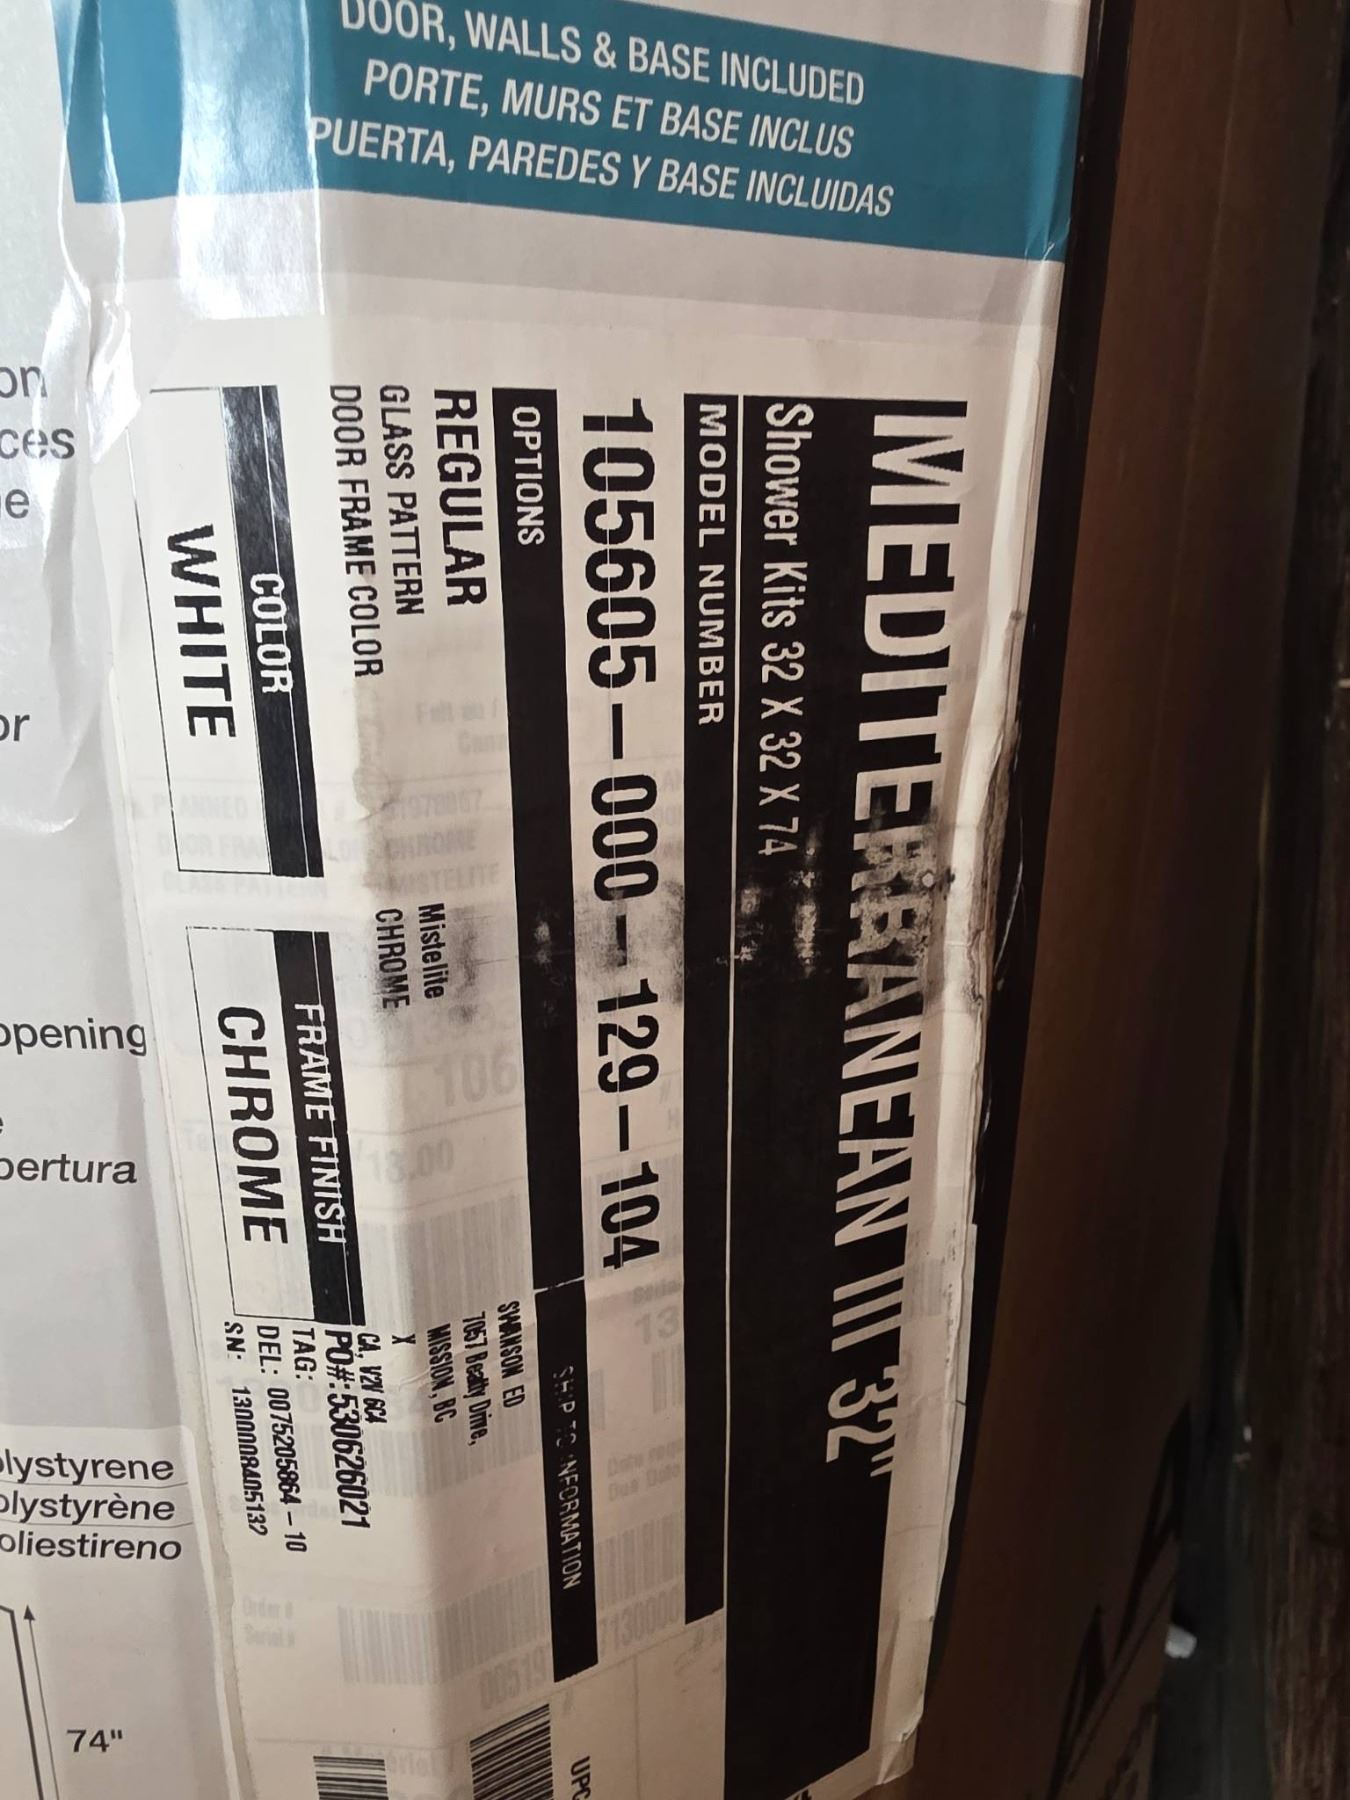 DOOR, WALLS & BASE INCLUDED
PORTE, MURS ET BASE INCLUS
PUERTA, PAREDES Y BASE INCLUIDAS
MEDITERRANEAN III 32"
Shower Kits 32 X 32 X 74
MODEL NUMBER
105605-000-129-104
OPTIONS
REGULAR
GLASS PATTERN Mistelite
DOOR FRAME COLOR CHROME
COLOR
WHITE
FRAME FINISH
CHROME
SHIP TO INFORMATION
SWANSON ED
7057 Beatty Drive,
MISSION, BC
X
CA, V2V 6C4
PO#: 530626021
TAG:
DEL: 0075205864-10
SN: 1300008405132
UPC
on
ces
e
or
opening
e
pertura
olystyrene
olystyrène
oliestireno
74"